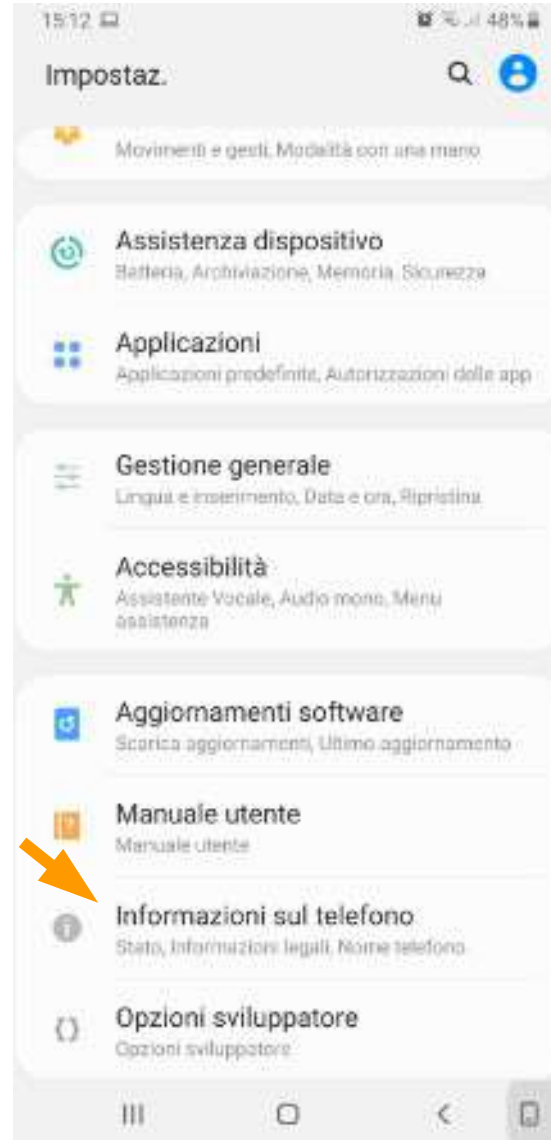 15:12
48%
Impostaz.
Movimenti e gesti, Modalità con una mano
Assistenza dispositivo
Batteria, Archiviazione, Memoria, Sicurezza
Applicazioni
Applicazioni predefinite, Autorizzazioni delle app
Gestione generale
Lingua e inserimento, Data e ora, Ripristina
Accessibilità
Assistente Vocale, Audio mono, Menu
assistenza
Aggiornamenti software
Scarica aggiornamenti, Ultimo aggiornamento
Manuale utente
Manuale utente
Informazioni sul telefono
Stato, Informazioni legali, Nome telefono
Opzioni sviluppatore
Opzioni sviluppatore